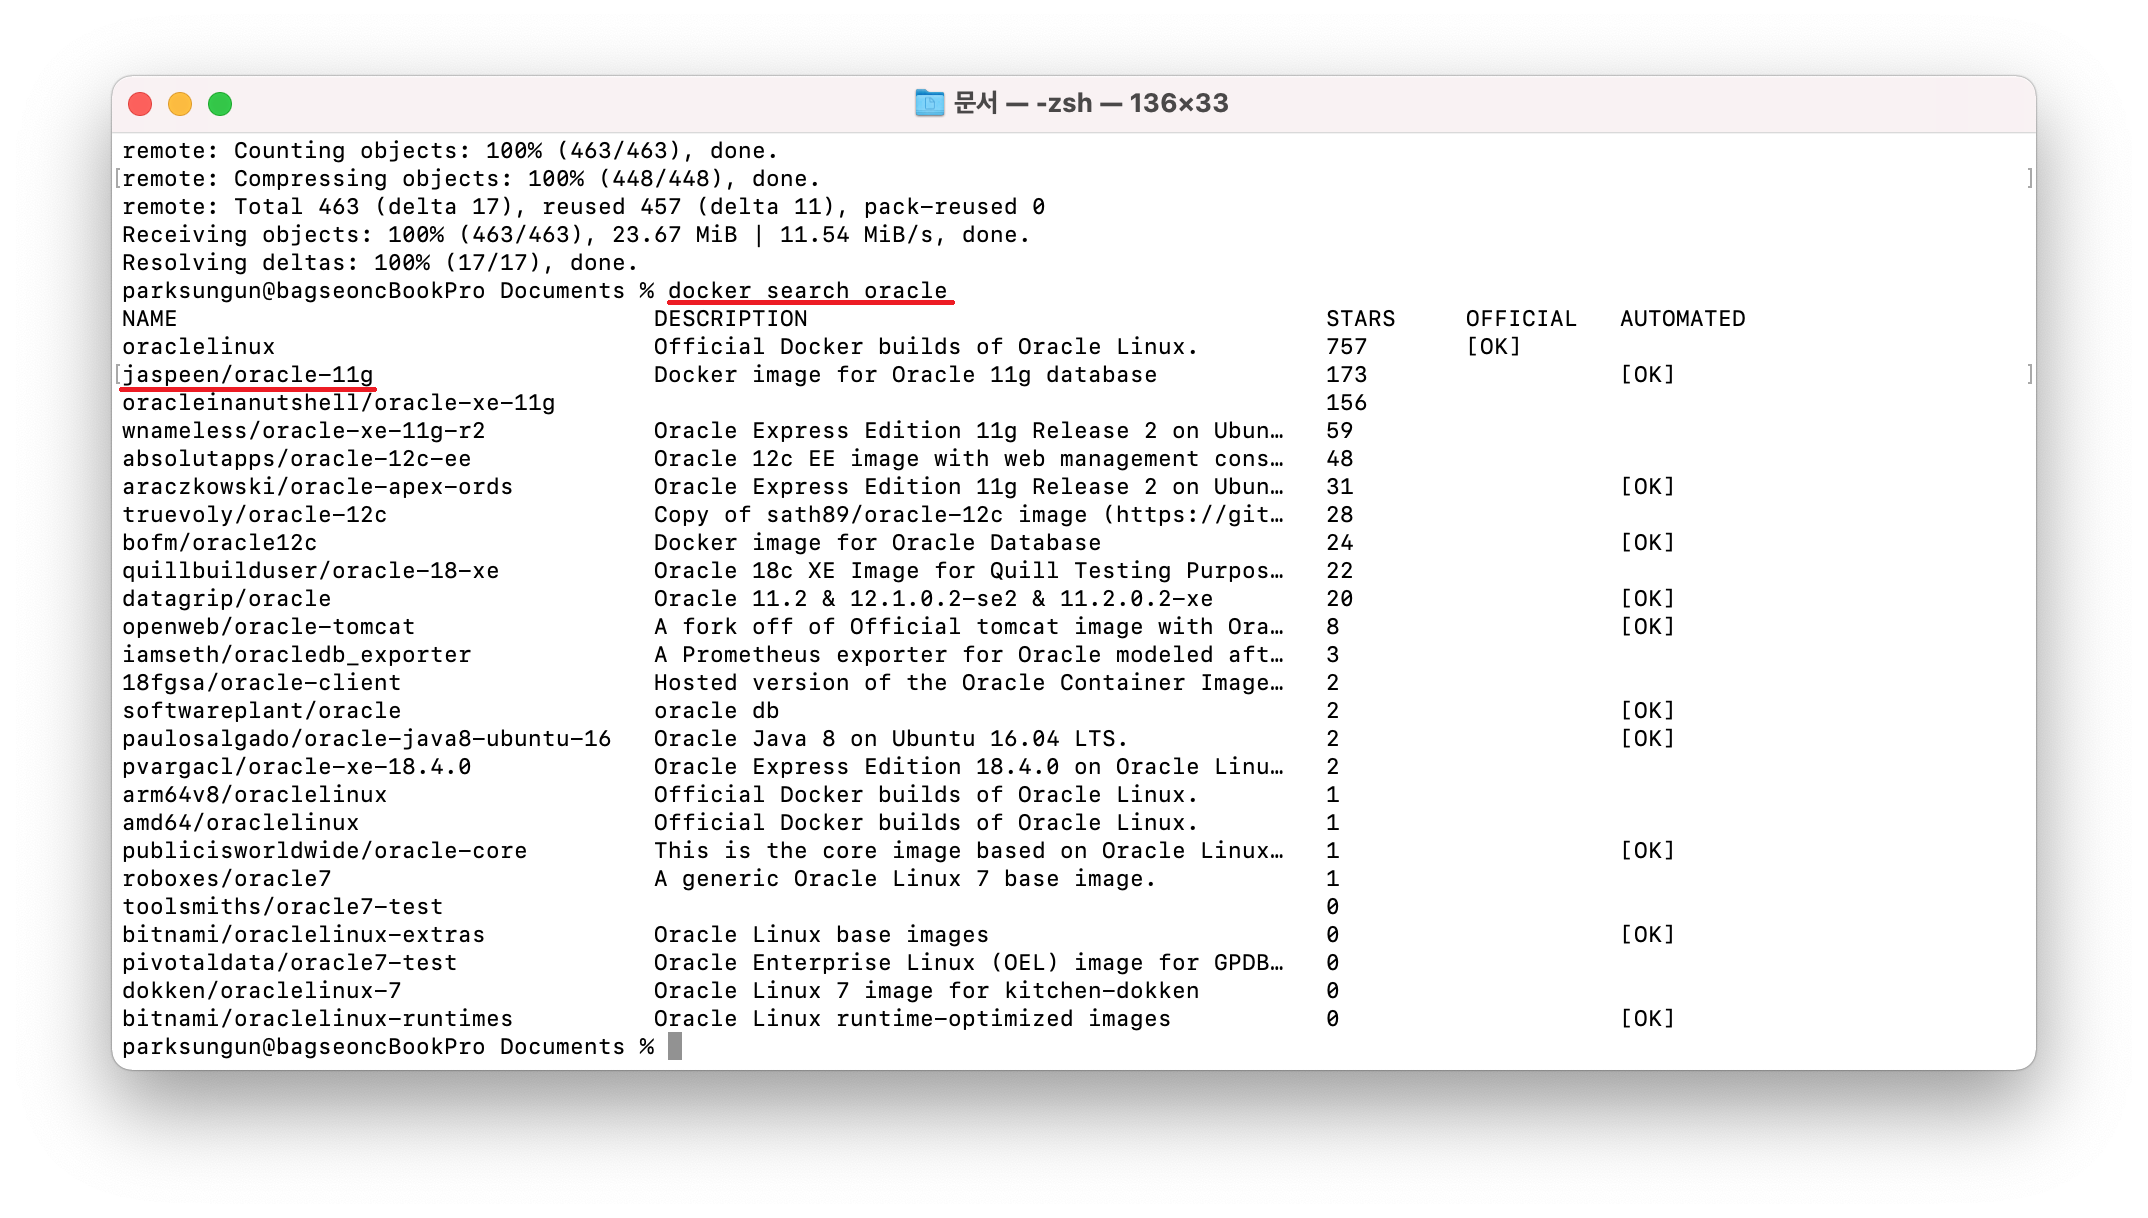 문서 — -zsh — 136×33
remote: Counting objects: 100% (463/463), done.
[remote: Compressing objects: 100% (448/448), done. ]
remote: Total 463 (delta 17), reused 457 (delta 11), pack-reused 0
Receiving objects: 100% (463/463), 23.67 MiB | 11.54 MiB/s, done.
Resolving deltas: 100% (17/17), done.
parksungun@bagseoncBookPro Documents % docker search oracle
NAME DESCRIPTION STARS OFFICIAL AUTOMATED
oraclelinux Official Docker builds of Oracle Linux. 757 [OK]
[jaspeen/oracle-11g Docker image for Oracle 11g database 173 [OK] ]
oracleinanutshell/oracle-xe-11g 156
wnameless/oracle-xe-11g-r2 Oracle Express Edition 11g Release 2 on Ubun… 59
absolutapps/oracle-12c-ee Oracle 12c EE image with web management cons… 48
araczkowski/oracle-apex-ords Oracle Express Edition 11g Release 2 on Ubun… 31 [OK]
truevoly/oracle-12c Copy of sath89/oracle-12c image (https://git… 28
bofm/oracle12c Docker image for Oracle Database 24 [OK]
quillbuilduser/oracle-18-xe Oracle 18c XE Image for Quill Testing Purpos… 22
datagrip/oracle Oracle 11.2 & 12.1.0.2-se2 & 11.2.0.2-xe 20 [OK]
openweb/oracle-tomcat A fork off of Official tomcat image with Ora… 8 [OK]
iamseth/oracledb_exporter A Prometheus exporter for Oracle modeled aft… 3
18fgsa/oracle-client Hosted version of the Oracle Container Image… 2
softwareplant/oracle oracle db 2 [OK]
paulosalgado/oracle-java8-ubuntu-16 Oracle Java 8 on Ubuntu 16.04 LTS. 2 [OK]
pvargacl/oracle-xe-18.4.0 Oracle Express Edition 18.4.0 on Oracle Linu… 2
arm64v8/oraclelinux Official Docker builds of Oracle Linux. 1
amd64/oraclelinux Official Docker builds of Oracle Linux. 1
publicisworldwide/oracle-core This is the core image based on Oracle Linux… 1 [OK]
roboxes/oracle7 A generic Oracle Linux 7 base image. 1
toolsmiths/oracle7-test 0
bitnami/oraclelinux-extras Oracle Linux base images 0 [OK]
pivotaldata/oracle7-test Oracle Enterprise Linux (OEL) image for GPDB… 0
dokken/oraclelinux-7 Oracle Linux 7 image for kitchen-dokken 0
bitnami/oraclelinux-runtimes Oracle Linux runtime-optimized images 0 [OK]
parksungun@bagseoncBookPro Documents %